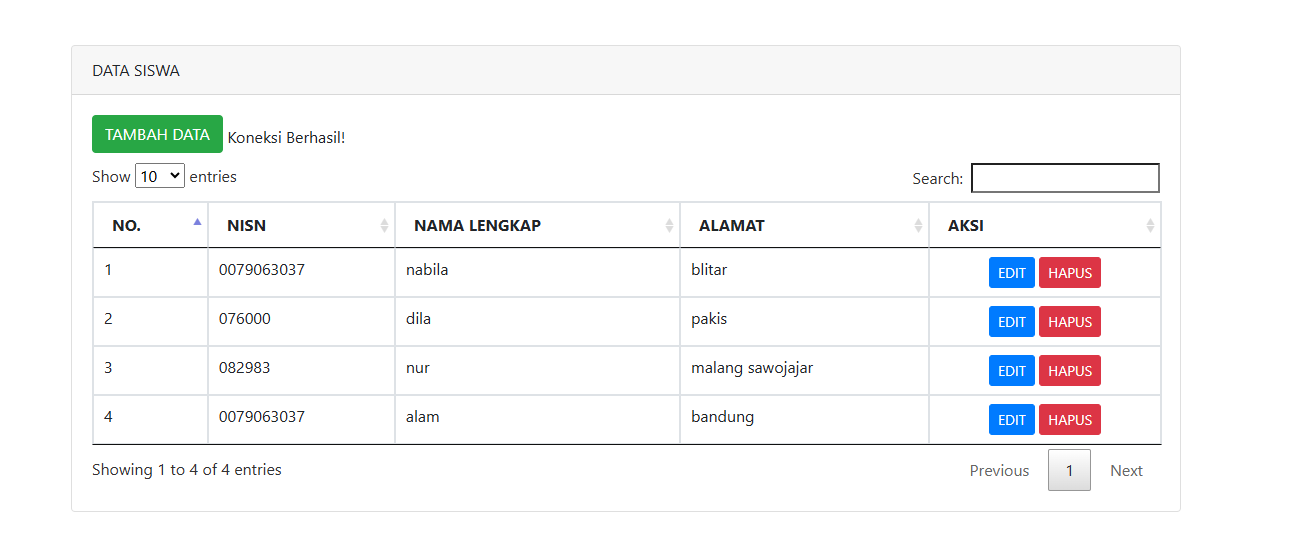 DATA SISWA
TAMBAH DATA Koneksi Berhasil!
Show 10 entries Search:
NO. NISN NAMA LENGKAP ALAMAT AKSI
1 0079063037 nabila blitar EDIT HAPUS
2 076000 dila pakis EDIT HAPUS
3 082983 nur malang sawojajar EDIT HAPUS
4 0079063037 alam bandung EDIT HAPUS
Showing 1 to 4 of 4 entries Previous 1 Next